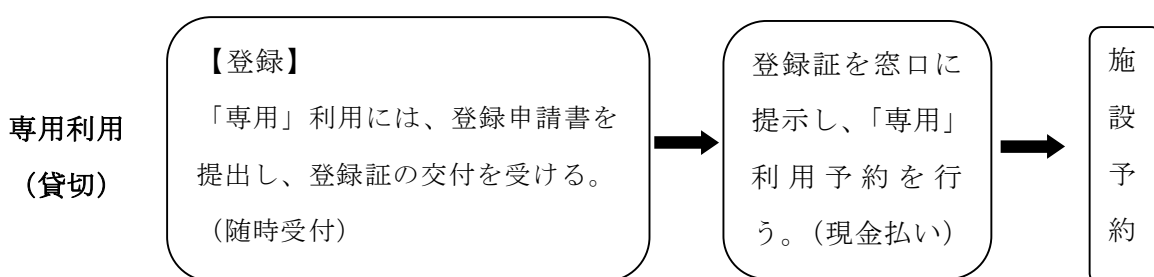 専用利用
（貸切）
【登録】
「専用」利用には、登録申請書を
提出し、登録証の交付を受ける。
（随時受付）
登録証を窓口に
提示し、「専用」
利用予約を行
う。（現金払い）
施
設
予
約